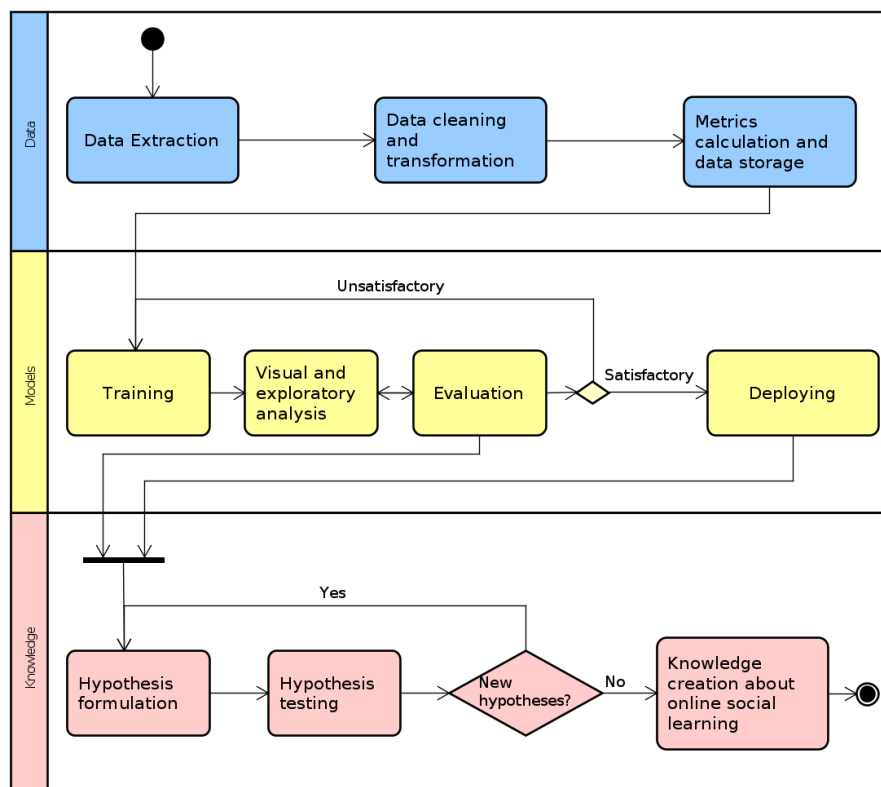 Data
Data Extraction
Data cleaning
and
transformation
Metrics
calculation and
data storage
Models
Unsatisfactory
Training
Visual and
exploratory
analysis
Evaluation
Satisfactory
Deploying
Knowledge
Yes
Hypothesis
formulation
Hypothesis
testing
New
hypotheses?
No
Knowledge
creation about
online social
learning